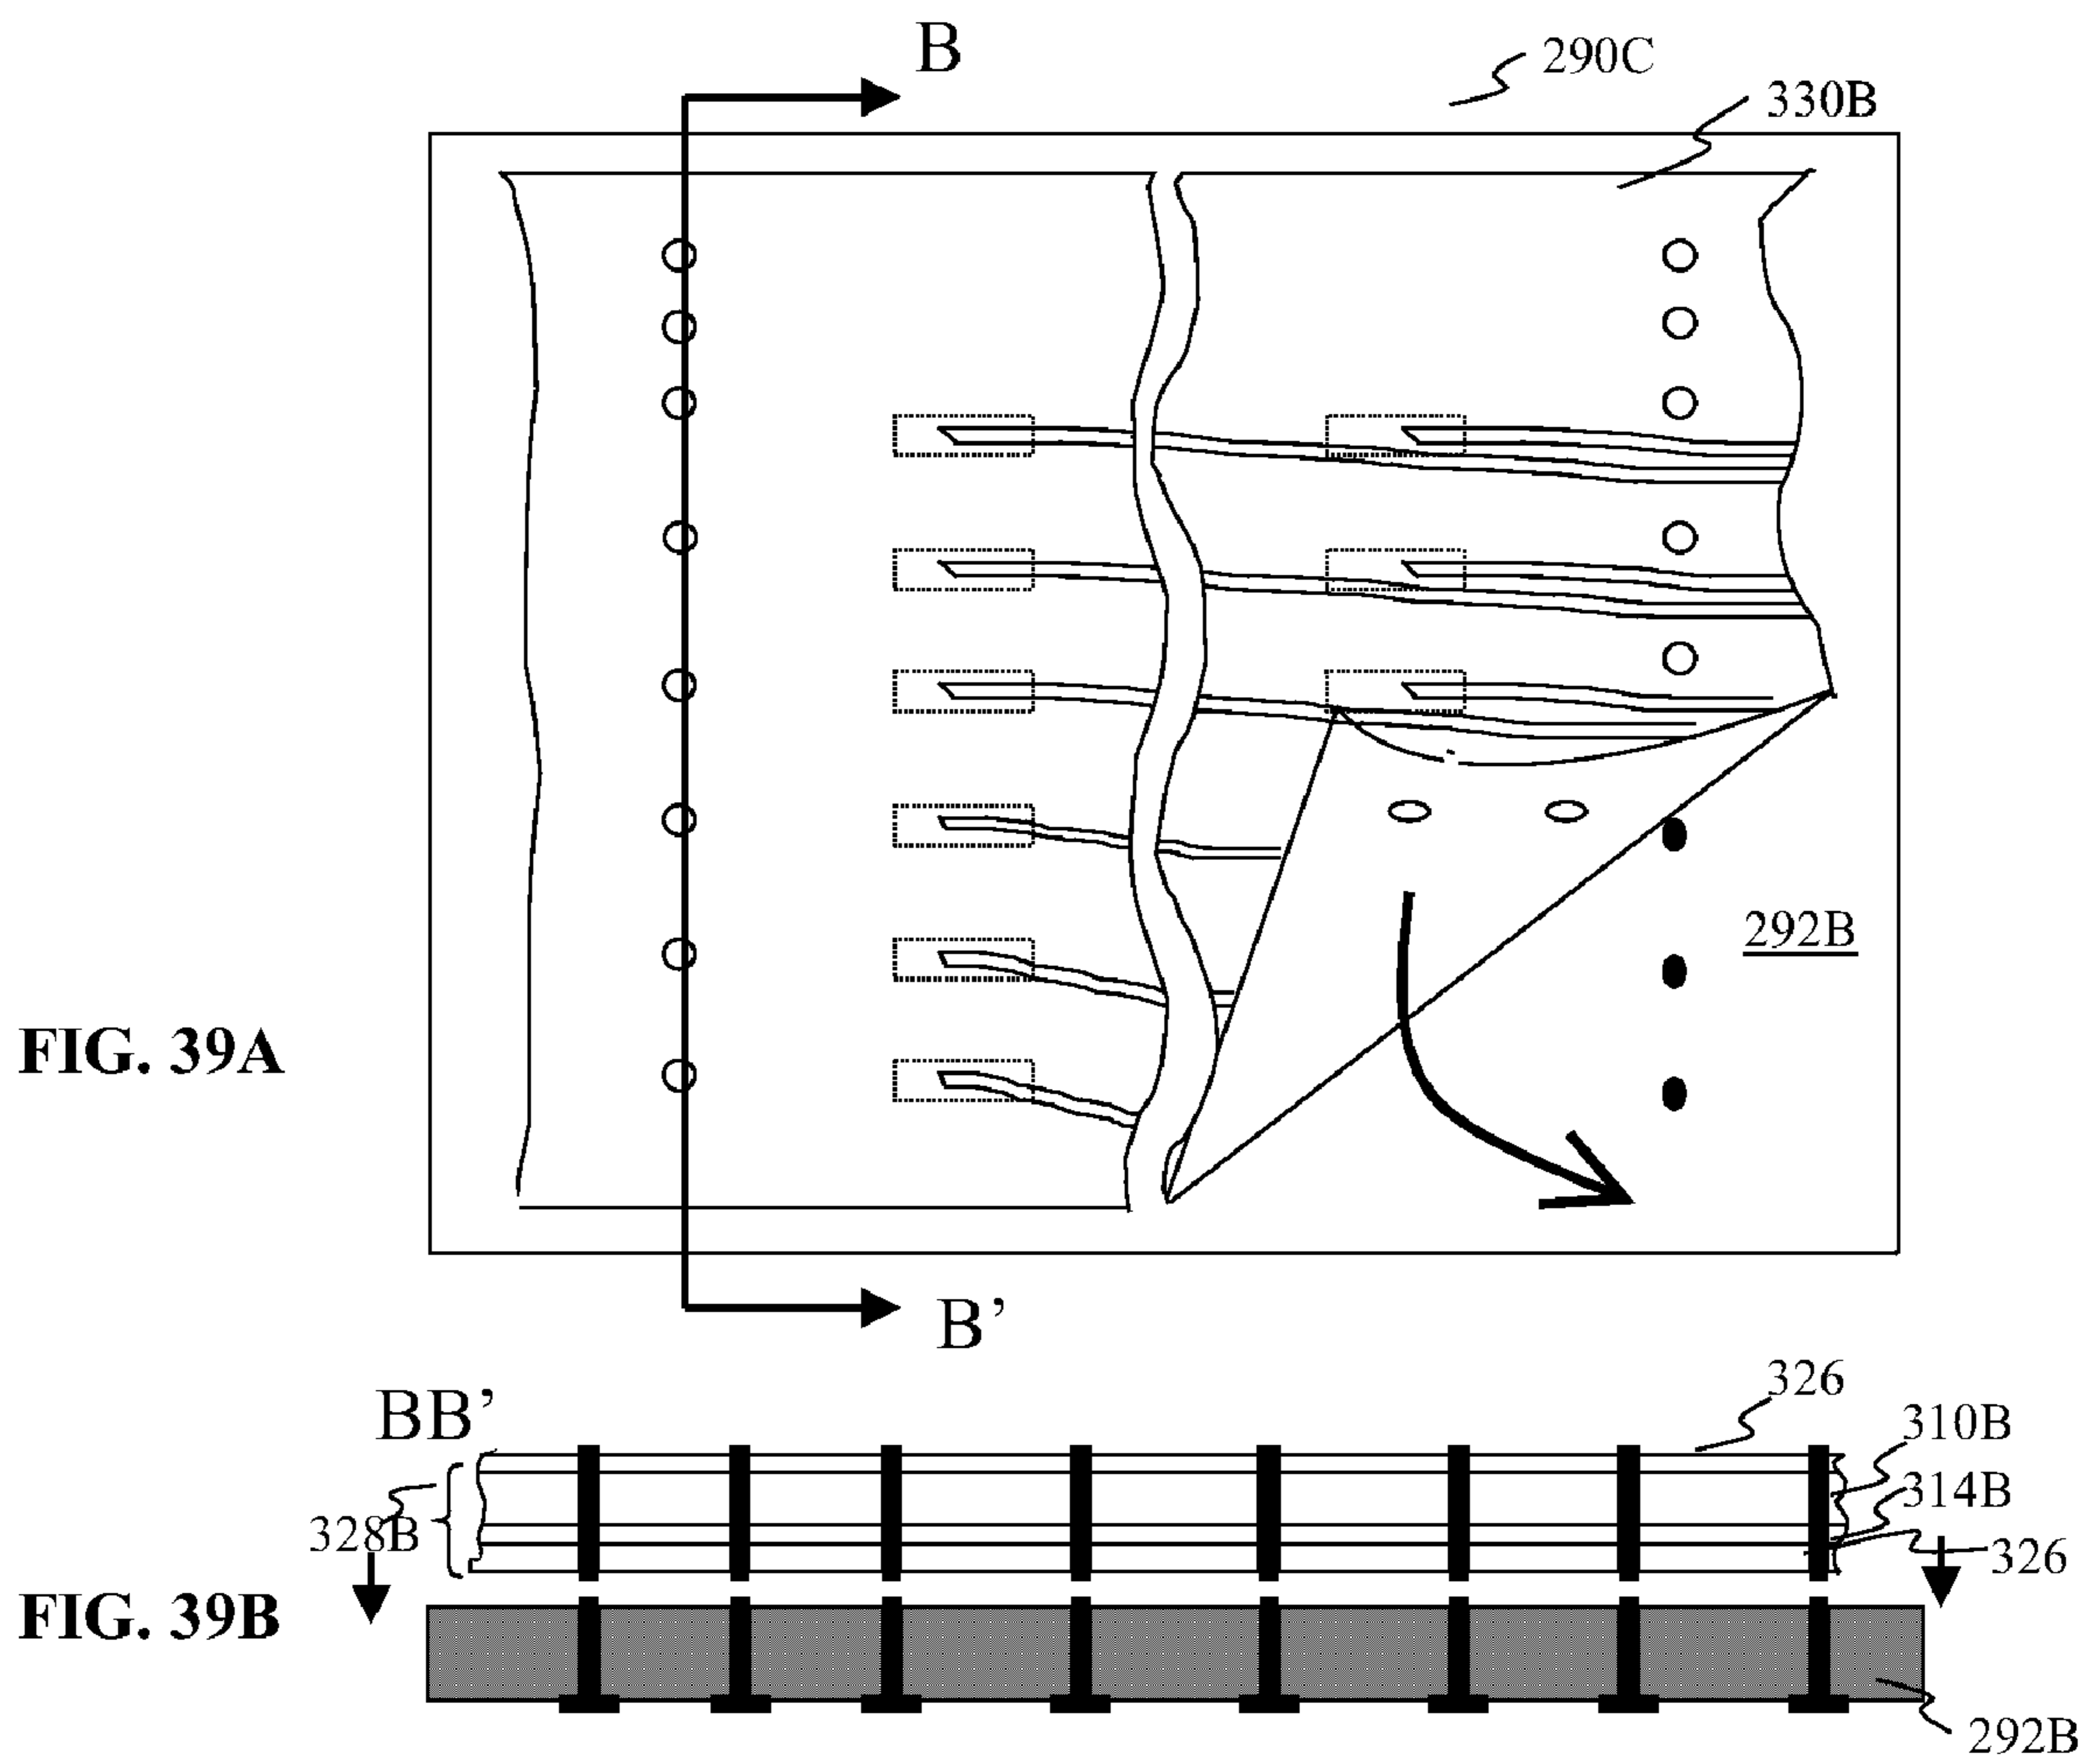 B
290C
330B
292B
FIG. 39A
B’
BB’
326
310B
314B
328B
326
FIG. 39B
292B